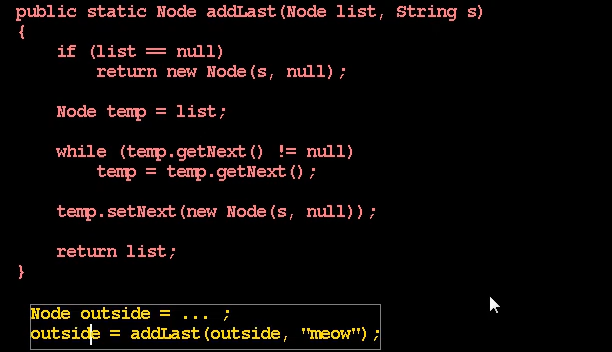 public static Node addLast(Node list, String s)
{
if (list == null)
return new Node(s, null);
Node temp = list;
while (temp.getNext() != null)
temp = temp.getNext();
temp.setNext(new Node(s, null));
return list;
}
Node outside = ... ;
outside = addLast(outside, "meow");